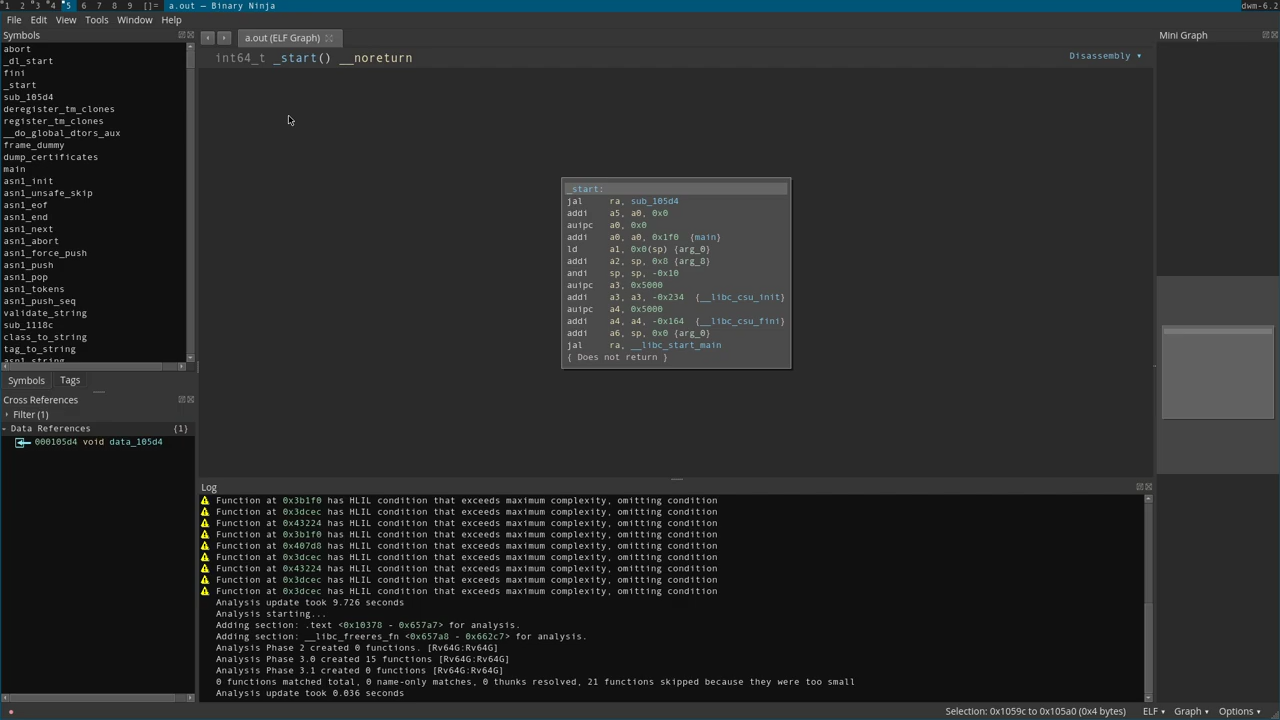 1 2 3 4 5 6 7 8 9 []= a.out — Binary Ninja dwm-6.2
File Edit View Tools Window Help
Symbols
abort
_dl_start
fini
_start
sub_105d4
deregister_tm_clones
register_tm_clones
__do_global_dtors_aux
frame_dummy
dump_certificates
main
asn1_init
asn1_unsafe_skip
asn1_eof
asn1_end
asn1_next
asn1_abort
asn1_force_push
asn1_push
asn1_pop
asn1_tokens
asn1_push_seq
validate_string
sub_1118c
class_to_string
tag_to_string
asn1_string
Symbols Tags
Cross References
Filter (1)
Data References {1}
000105d4 void data_105d4
a.out (ELF Graph)
int64_t _start() __noreturn
Disassembly
_start:
jal ra, sub_105d4
addi a5, a0, 0x0
auipc a0, 0x0
addi a0, a0, 0x1f0 {main}
ld a1, 0x0(sp) {arg_0}
addi a2, sp, 0x8 {arg_8}
andi sp, sp, -0x10
auipc a3, 0x5000
addi a3, a3, -0x234 {__libc_csu_init}
auipc a4, 0x5000
addi a4, a4, -0x164 {__libc_csu_fini}
addi a6, sp, 0x0 {arg_0}
jal ra, __libc_start_main
{ Does not return }
Mini Graph
Log
Function at 0x3b1f0 has HLIL condition that exceeds maximum complexity, omitting condition
Function at 0x3dcec has HLIL condition that exceeds maximum complexity, omitting condition
Function at 0x43224 has HLIL condition that exceeds maximum complexity, omitting condition
Function at 0x3b1f0 has HLIL condition that exceeds maximum complexity, omitting condition
Function at 0x407d8 has HLIL condition that exceeds maximum complexity, omitting condition
Function at 0x3dcec has HLIL condition that exceeds maximum complexity, omitting condition
Function at 0x43224 has HLIL condition that exceeds maximum complexity, omitting condition
Function at 0x3dcec has HLIL condition that exceeds maximum complexity, omitting condition
Function at 0x3dcec has HLIL condition that exceeds maximum complexity, omitting condition
Analysis update took 9.726 seconds
Analysis starting...
Adding section: .text <0x10378 - 0x657a7> for analysis.
Adding section: __libc_freeres_fn <0x657a8 - 0x662c7> for analysis.
Analysis Phase 2 created 0 functions. [Rv64G:Rv64G]
Analysis Phase 3.0 created 15 functions [Rv64G:Rv64G]
Analysis Phase 3.1 created 0 functions [Rv64G:Rv64G]
0 functions matched total, 0 name-only matches, 0 thunks resolved, 21 functions skipped because they were too small
Analysis update took 0.036 seconds
Selection: 0x1059c to 0x105a0 (0x4 bytes) ELF Graph Options